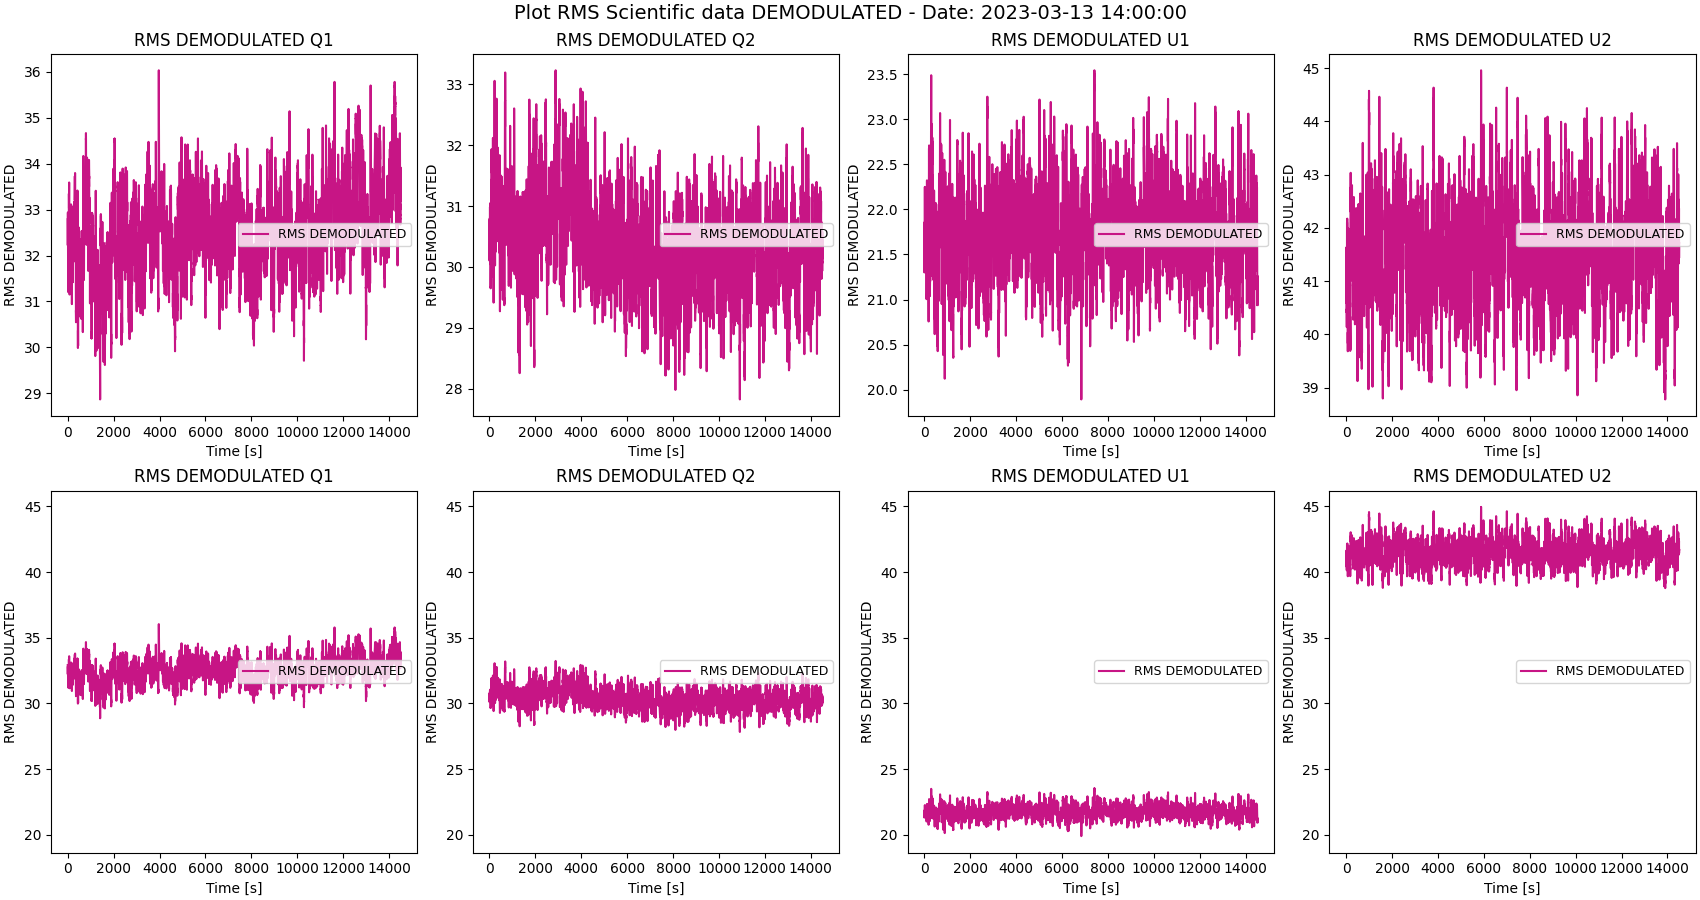 Plot RMS Scientific data DEMODULATED - Date: 2023-03-13 14:00:00
RMS DEMODULATED Q1
RMS DEMODULATED
36
35
34
33
32
31
30
29
RMS DEMODULATED
0 2000 4000 6000 8000 10000 12000 14000
Time [s]
RMS DEMODULATED Q2
RMS DEMODULATED
33
32
31
30
29
28
RMS DEMODULATED
0 2000 4000 6000 8000 10000 12000 14000
Time [s]
RMS DEMODULATED U1
RMS DEMODULATED
23.5
23.0
22.5
22.0
21.5
21.0
20.5
20.0
RMS DEMODULATED
0 2000 4000 6000 8000 10000 12000 14000
Time [s]
RMS DEMODULATED U2
RMS DEMODULATED
45
44
43
42
41
40
39
RMS DEMODULATED
0 2000 4000 6000 8000 10000 12000 14000
Time [s]
RMS DEMODULATED Q1
RMS DEMODULATED
45
40
35
30
25
20
RMS DEMODULATED
0 2000 4000 6000 8000 10000 12000 14000
Time [s]
RMS DEMODULATED Q2
RMS DEMODULATED
45
40
35
30
25
20
RMS DEMODULATED
0 2000 4000 6000 8000 10000 12000 14000
Time [s]
RMS DEMODULATED U1
RMS DEMODULATED
45
40
35
30
25
20
RMS DEMODULATED
0 2000 4000 6000 8000 10000 12000 14000
Time [s]
RMS DEMODULATED U2
RMS DEMODULATED
45
40
35
30
25
20
RMS DEMODULATED
0 2000 4000 6000 8000 10000 12000 14000
Time [s]